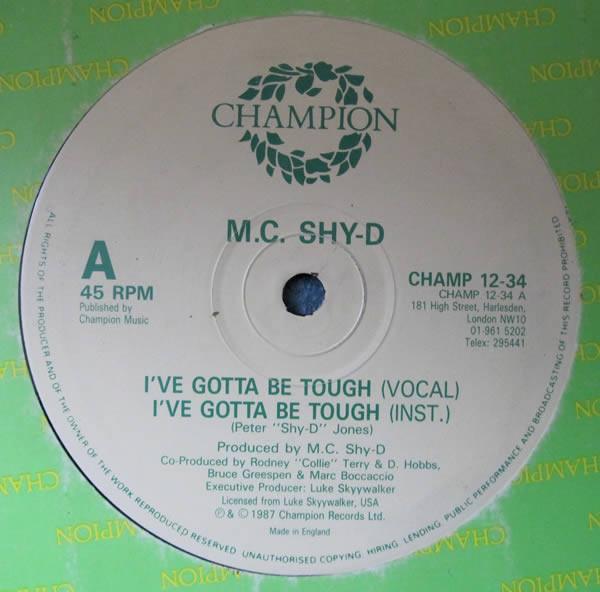 CHAMPION
M.C. SHY-D
A
45 RPM
Published by
Champion Music
CHAMP 12-34
CHAMP 12-34 A
181 High Street, Harlesden,
London NW10
01-961 5202
Telex: 295441
I'VE GOTTA BE TOUGH (VOCAL)
I'VE GOTTA BE TOUGH (INST.)
(Peter "Shy-D" Jones)
Produced by M.C. Shy-D
Co-Produced by Rodney "Collie" Terry & D. Hobbs,
Bruce Greespen & Marc Boccaccio
Executive Producer: Luke Skyywalker
Licensed from Luke Skyywalker, USA
℗ & © 1987 Champion Records Ltd.
Made in England
ALL RIGHTS OF THE PRODUCER AND OF THE OWNER OF THE WORK REPRODUCED RESERVED. UNAUTHORISED COPYING, HIRING, LENDING, PUBLIC PERFORMANCE AND BROADCASTING OF THIS RECORD PROHIBITED
CHAMPION
CHAMPION
CHAMPION
CHAMPION
CHAMPION
CHAMPION